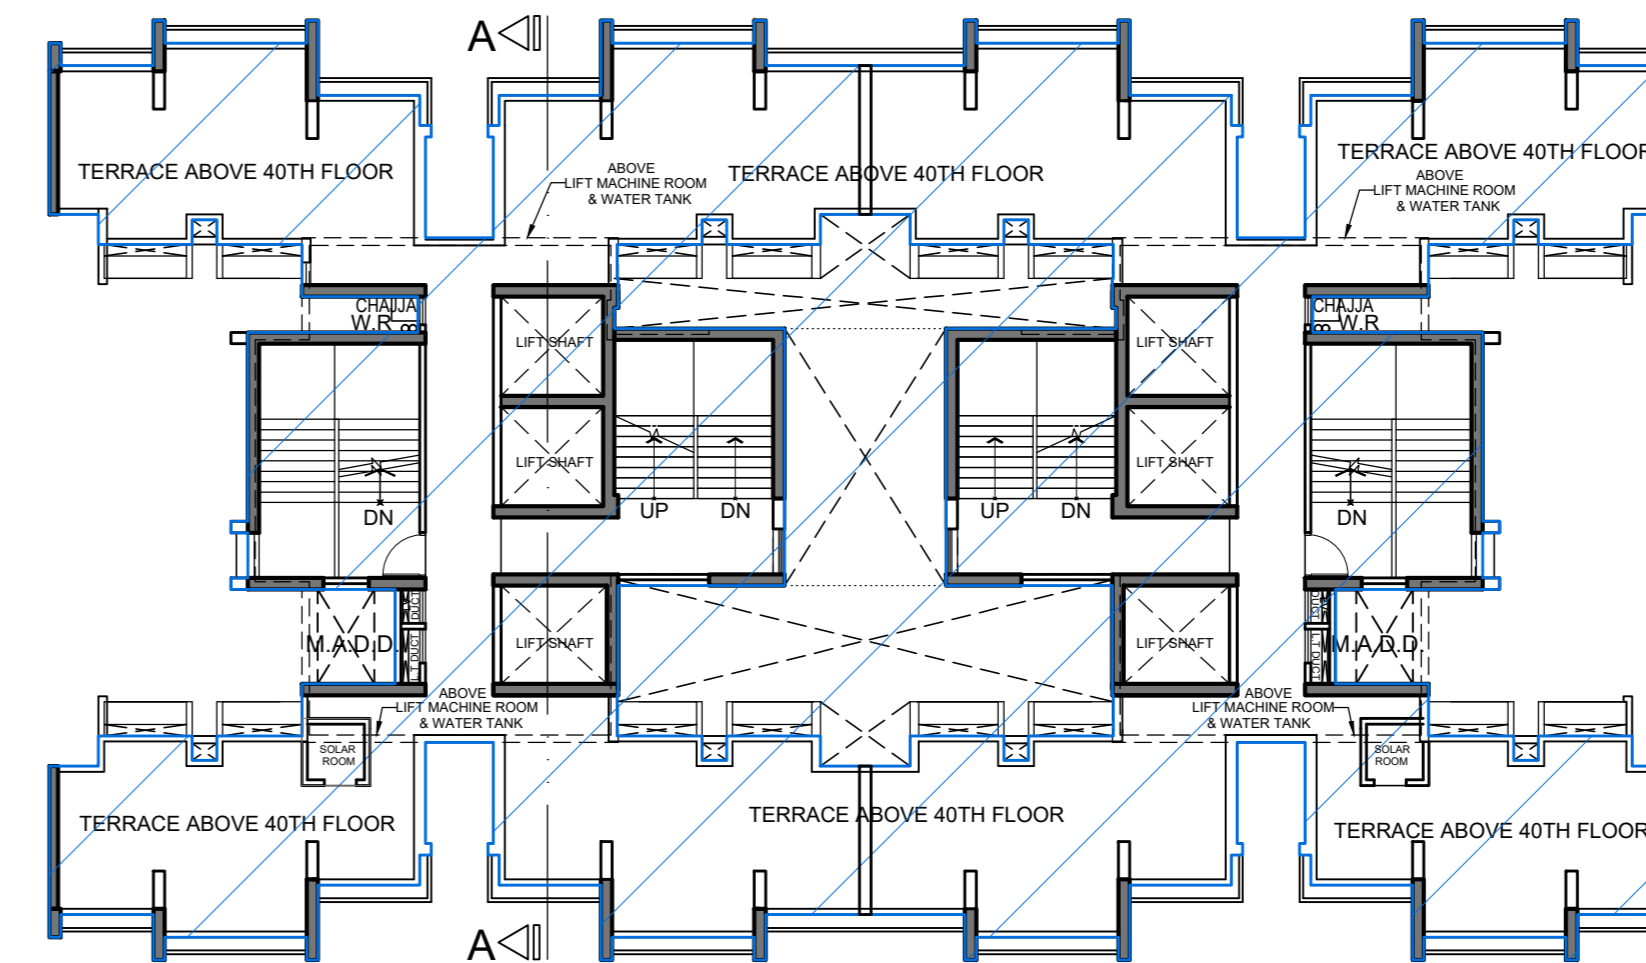 A
TERRACE ABOVE 40TH FLOOR
ABOVE
LIFT MACHINE ROOM
& WATER TANK
TERRACE ABOVE 40TH FLOOR
TERRACE ABOVE 40TH FLOOR
ABOVE
LIFT MACHINE ROOM
& WATER TANK
CHAJJA
W.R
CHAJJA
W.R
LIFT SHAFT
LIFT SHAFT
LIFT SHAFT
LIFT SHAFT
DN
UP
DN
UP
DN
DN
DUCT
L.T DUCT
M.A.D.D.
LIFT SHAFT
LIFT SHAFT
DUCT
L.T DUCT
M.A.D.D.
ABOVE
LIFT MACHINE ROOM
& WATER TANK
ABOVE
LIFT MACHINE ROOM
& WATER TANK
SOLAR
ROOM
SOLAR
ROOM
TERRACE ABOVE 40TH FLOOR
TERRACE ABOVE 40TH FLOOR
TERRACE ABOVE 40TH FLOOR
A